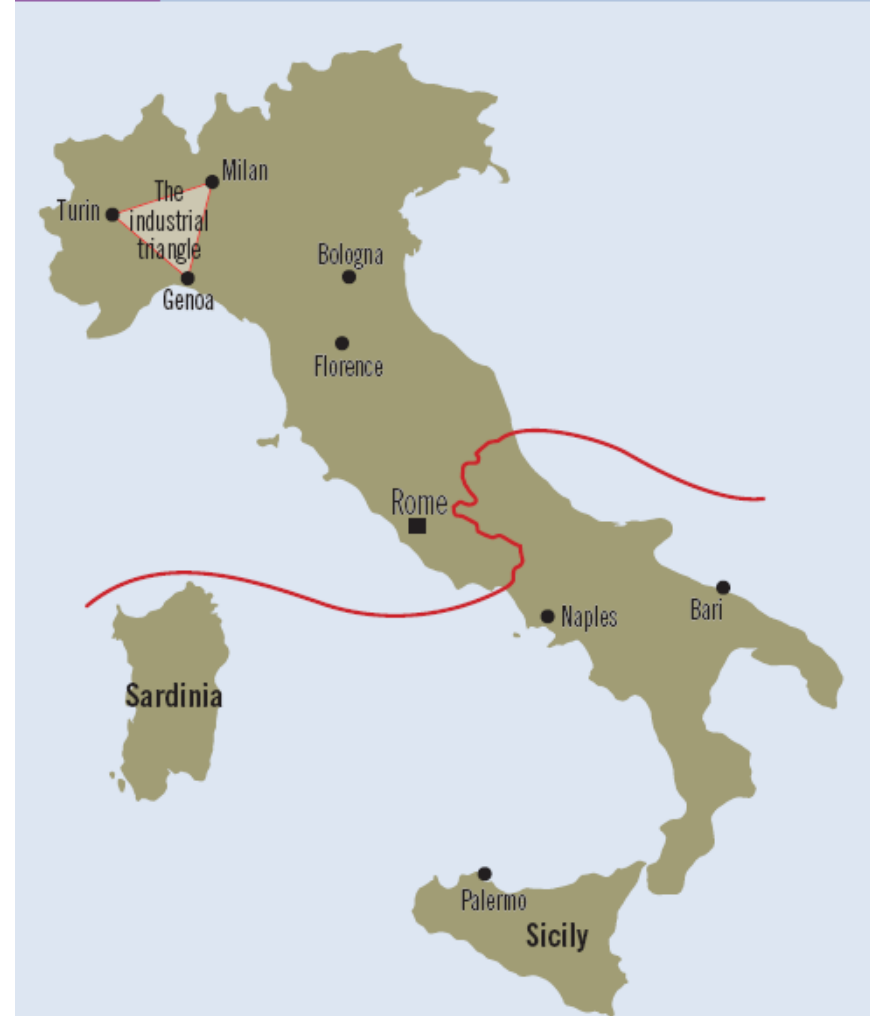 Milan
Turin
The
industrial
triangle
Genoa
Bologna
Florence
Rome
Naples
Bari
Sardinia
Palermo
Sicily